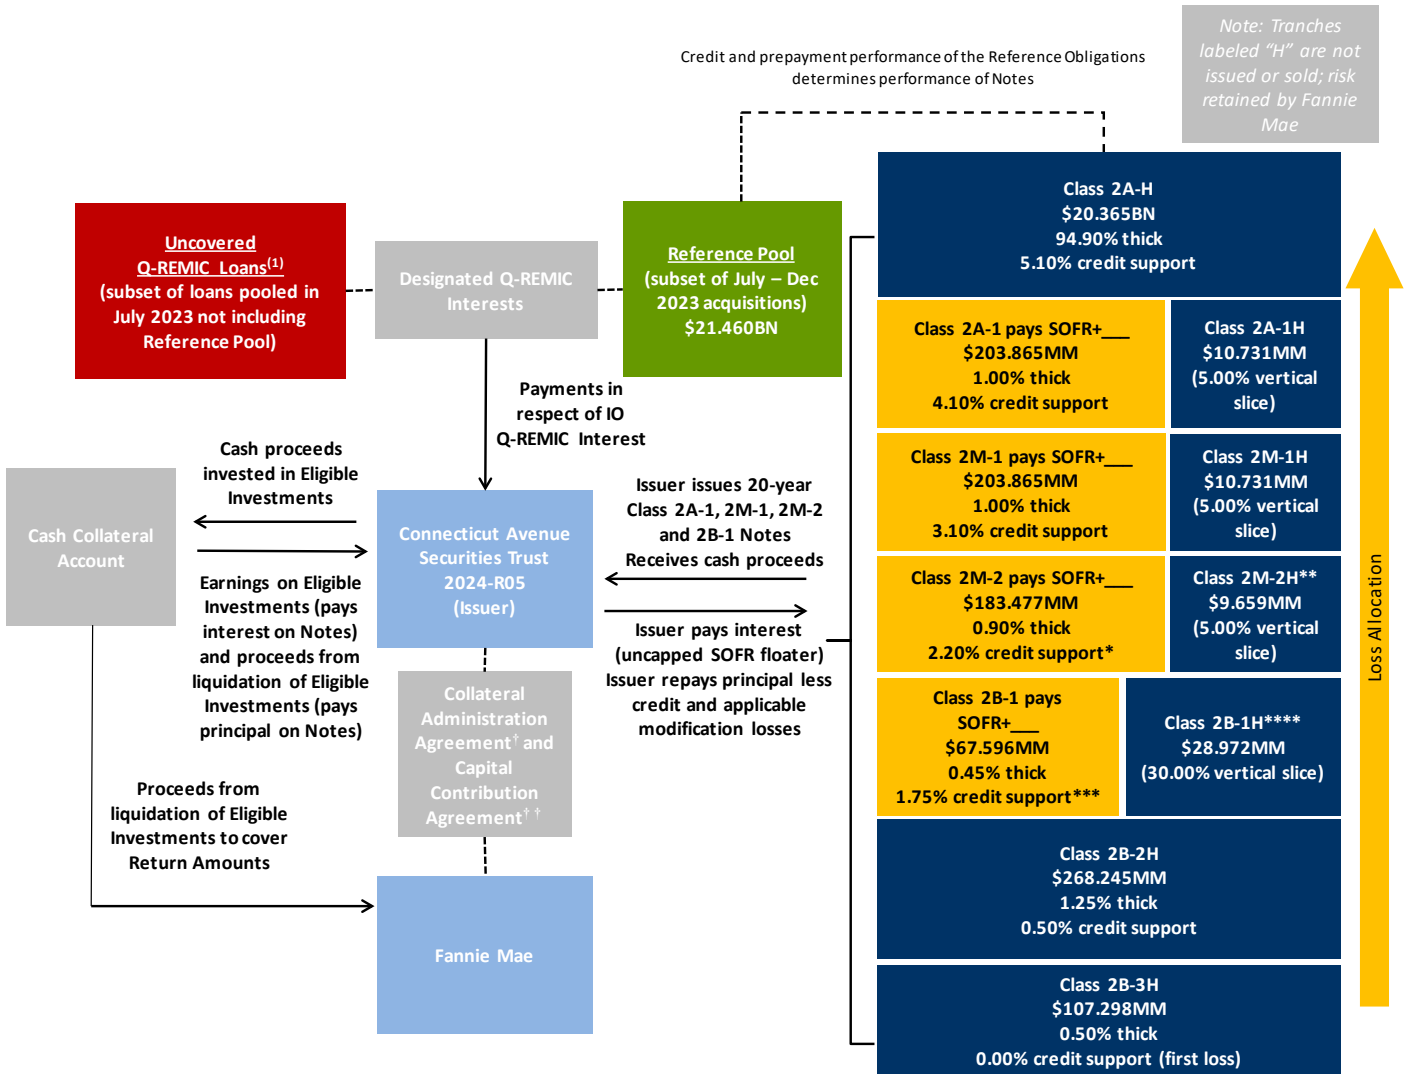 Note: Tranches
labeled “H” are not
issued or sold; risk
retained by Fannie
Mae
Credit and prepayment performance of the Reference Obligations
determines performance of Notes
Uncovered
Q-REMIC Loans(1)
(subset of loans pooled in
July 2023 not including
Reference Pool)
Designated Q-REMIC
Interests
Reference Pool
(subset of July – Dec
2023 acquisitions)
$21.460BN
Payments in
respect of IO
Q-REMIC Interest
Cash proceeds
invested in Eligible
Investments
Cash Collateral
Account
Earnings on Eligible
Investments (pays
interest on Notes)
and proceeds from
liquidation of Eligible
Investments (pays
principal on Notes)
Connecticut Avenue
Securities Trust
2024-R05
(Issuer)
Issuer issues 20-year
Class 2A-1, 2M-1, 2M-2
and 2B-1 Notes
Receives cash proceeds
Issuer pays interest
(uncapped SOFR floater)
Issuer repays principal less
credit and applicable
modification losses
Collateral
Administration
Agreement† and
Capital
Contribution
Agreement† †
Proceeds from
liquidation of Eligible
Investments to cover
Return Amounts
Fannie Mae
Class 2A-H
$20.365BN
94.90% thick
5.10% credit support
Class 2A-1 pays SOFR+___
$203.865MM
1.00% thick
4.10% credit support
Class 2A-1H
$10.731MM
(5.00% vertical
slice)
Class 2M-1 pays SOFR+___
$203.865MM
1.00% thick
3.10% credit support
Class 2M-1H
$10.731MM
(5.00% vertical
slice)
Class 2M-2 pays SOFR+___
$183.477MM
0.90% thick
2.20% credit support*
Class 2M-2H**
$9.659MM
(5.00% vertical
slice)
Class 2B-1 pays
SOFR+___
$67.596MM
0.45% thick
1.75% credit support***
Class 2B-1H****
$28.972MM
(30.00% vertical slice)
Class 2B-2H
$268.245MM
1.25% thick
0.50% credit support
Class 2B-3H
$107.298MM
0.50% thick
0.00% credit support (first loss)
Loss Allocation